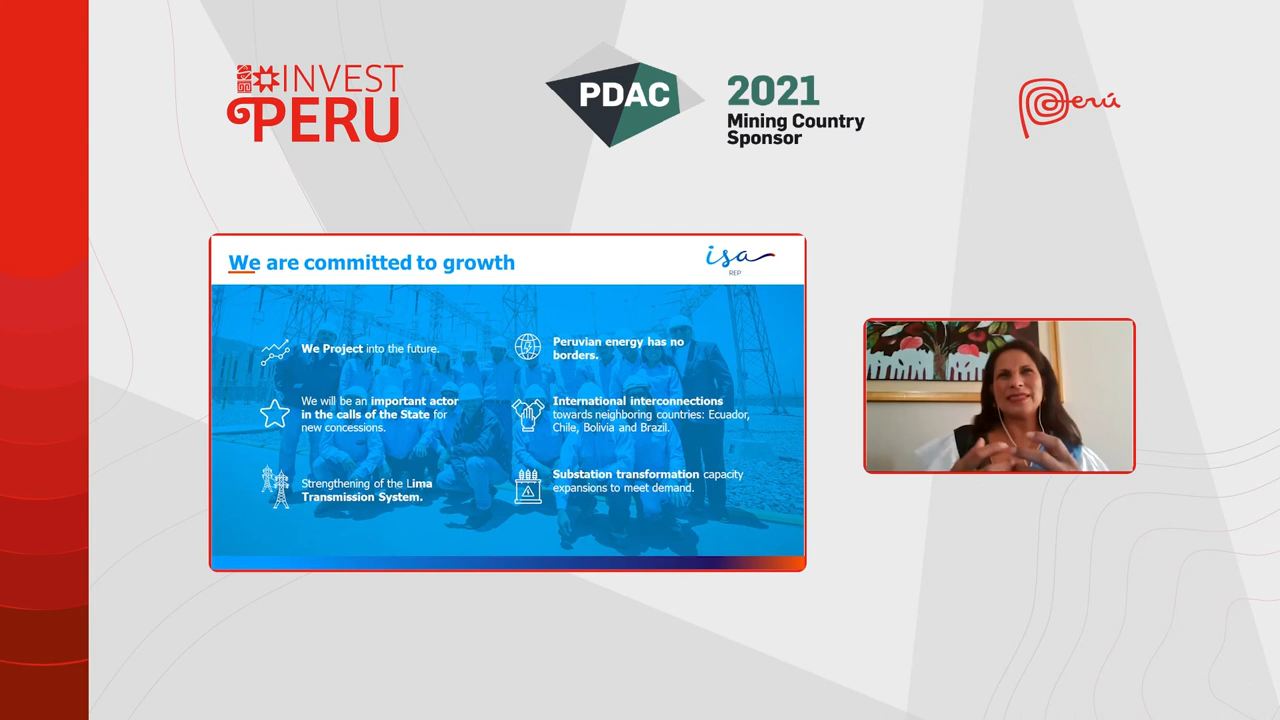 INVEST
PERU
PDAC
2021
Mining Country
Sponsor
Perú
We are committed to growth
isa
REP
We Project into the future.
We will be an important actor
in the calls of the State for
new concessions.
Strengthening of the Lima
Transmission System.
Peruvian energy has no
borders.
International interconnections
towards neighboring countries: Ecuador,
Chile, Bolivia and Brazil.
Substation transformation capacity
expansions to meet demand.